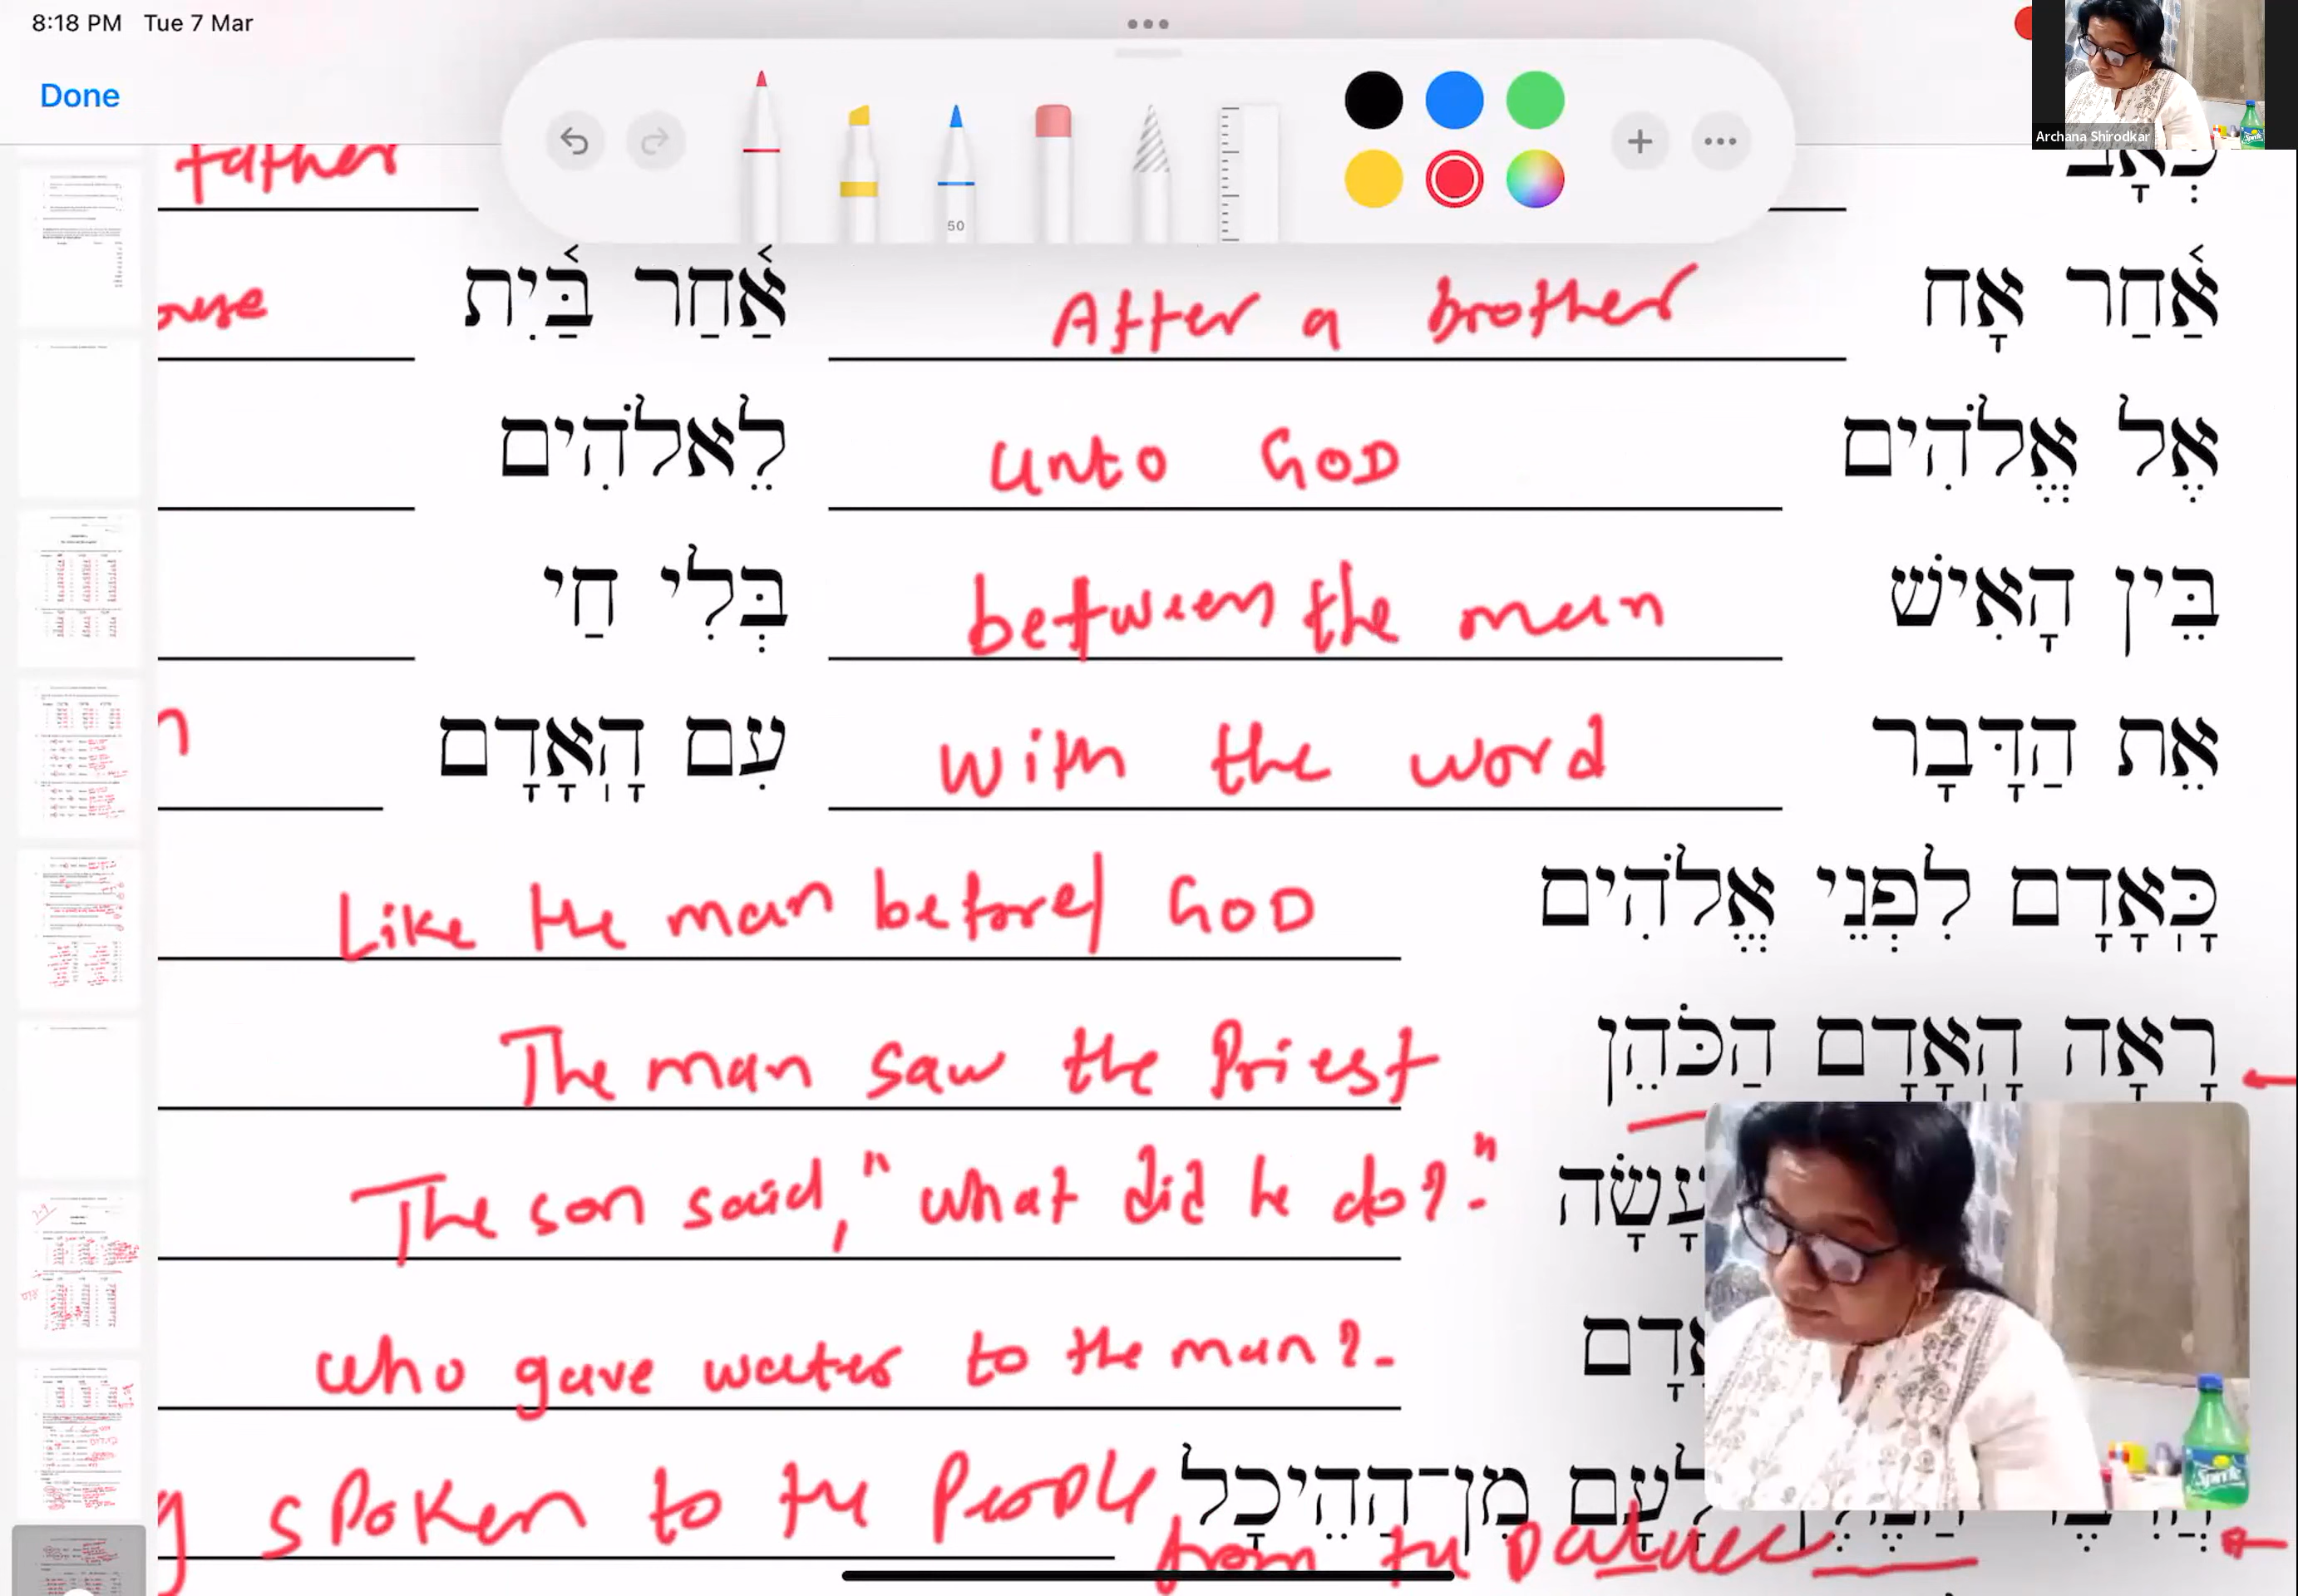 8:18 PM Tue 7 Mar
Done
50
Archana Shirodkar
father
כְּאָב
אַ֫חַר בַּ֫יִת After a brother אַ֫חַר אָח
לֵאלֹהִים unto GOD אֶל אֱלֹהִים
בְּלִי חַי between the man בֵּין הָאִישׁ
עִם הָֽאָדָם with the word אֵת הַדָּבָר
Like the man before GOD כָּֽאָדָם לִפְנֵי אֱלֹהִים
The man saw the Priest רָאָה הָֽאָדָם הַכֹּהֵן
The son said, "what did he do?" עָשָׂה
who gave water to the man?
spoken to the People לָעָם מִן־הַהֵיכָל
from the
Sprite